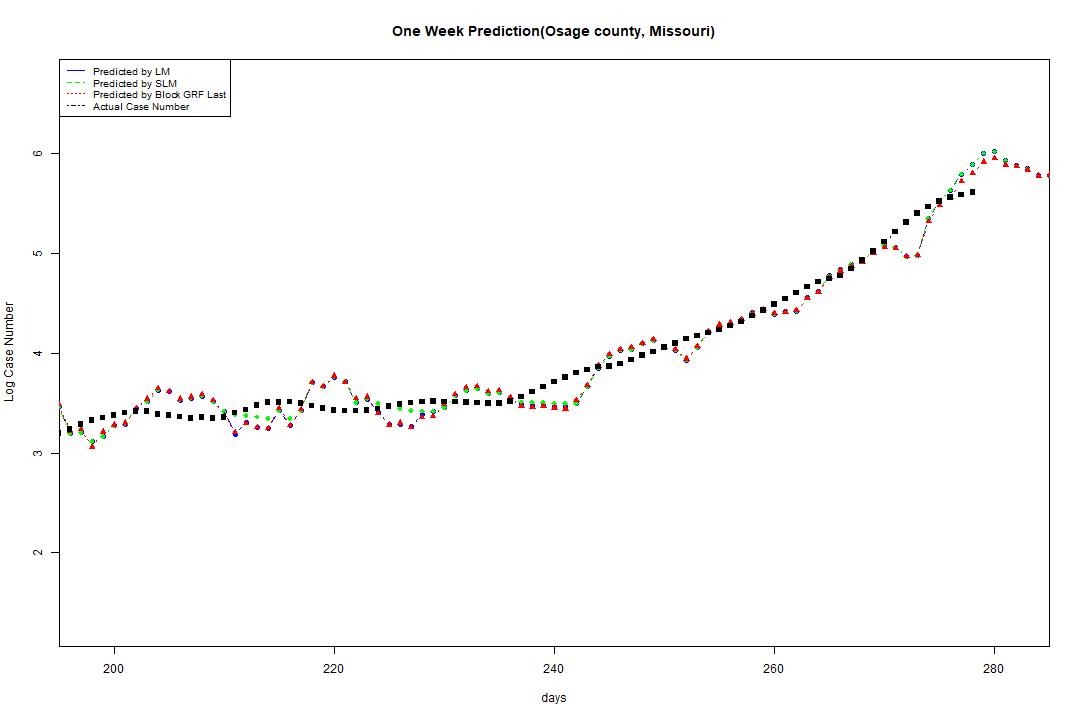 One Week Prediction(Osage county, Missouri)
Predicted by LM
Predicted by SLM
Predicted by Block GRF Last
Actual Case Number
6
5
4
3
2
Log Case Number
200 220 240 260 280
days